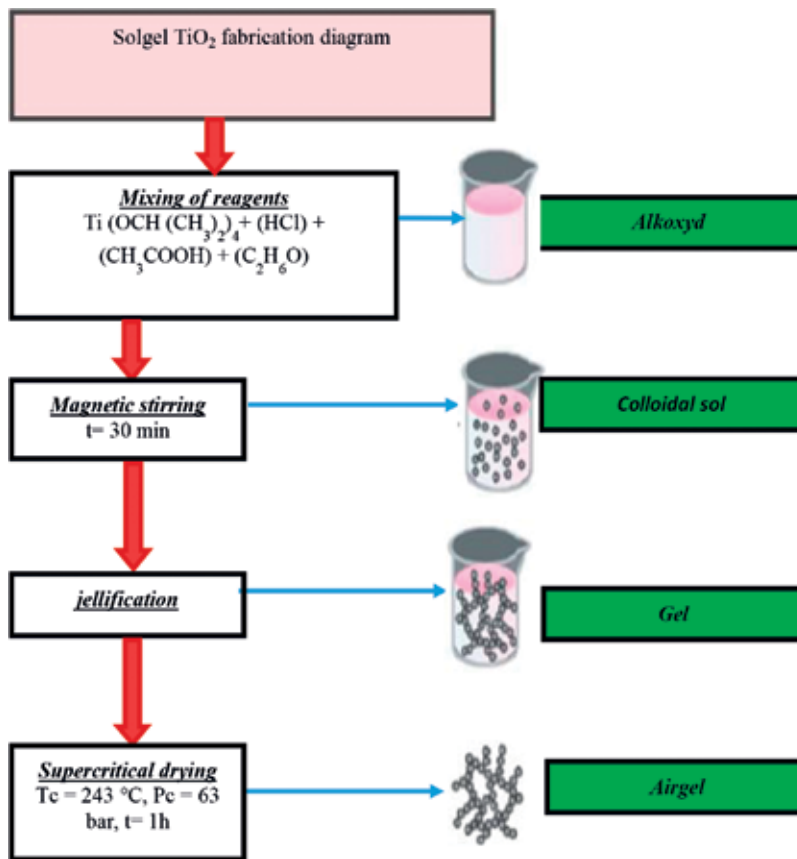 Solgel TiO₂ fabrication diagram
Mixing of reagents
Ti (OCH (CH₃)₂)₄ + (HCl) +
(CH₃COOH) + (C₂H₆O)
Alkoxyd
Magnetic stirring
t= 30 min
Colloidal sol
jellification
Gel
Supercritical drying
Tc = 243 °C, Pc = 63
bar, t= 1h
Airgel